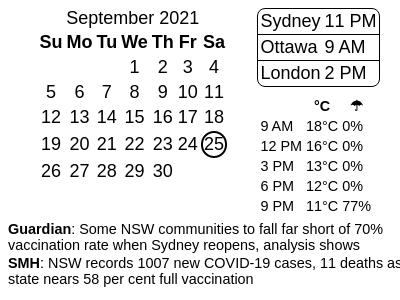 September 2021
Su Mo Tu We Th Fr Sa
1 2 3 4
5 6 7 8 9 10 11
12 13 14 15 16 17 18
19 20 21 22 23 24 25
26 27 28 29 30
Sydney 11 PM
Ottawa 9 AM
London 2 PM
°C ☂
9 AM 18°C 0%
12 PM 16°C 0%
3 PM 13°C 0%
6 PM 12°C 0%
9 PM 11°C 77%
Guardian: Some NSW communities to fall far short of 70%
vaccination rate when Sydney reopens, analysis shows
SMH: NSW records 1007 new COVID-19 cases, 11 deaths as
state nears 58 per cent full vaccination